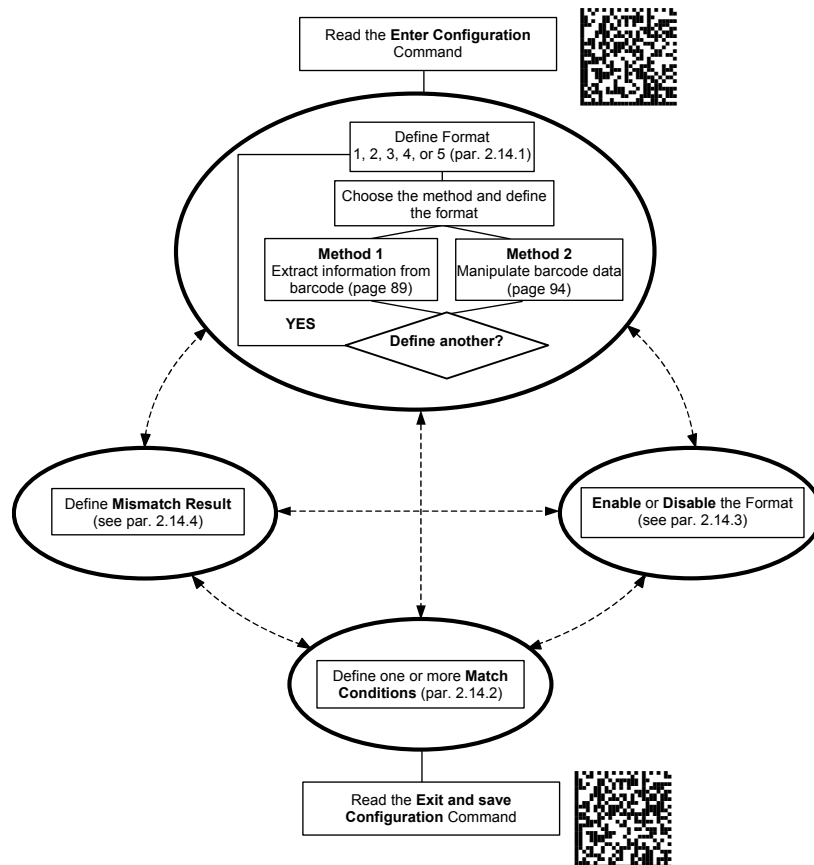 Read the Enter Configuration
Command
Define Format
1, 2, 3, 4, or 5 (par. 2.14.1)
Choose the method and define
the format
Method 1
Extract information from
barcode (page 89)
Method 2
Manipulate barcode data
(page 94)
YES
Define another?
Define Mismatch Result
(see par. 2.14.4)
Enable or Disable the Format
(see par. 2.14.3)
Define one or more Match
Conditions (par. 2.14.2)
Read the Exit and save
Configuration Command